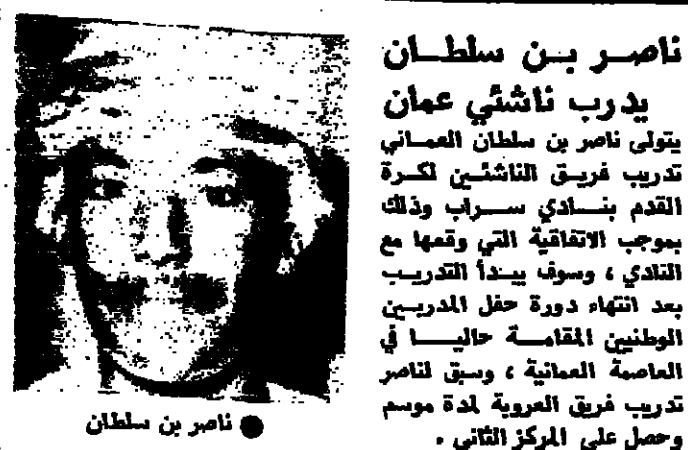 ناصر بن سلطان
يدرب ناشئي عمان
يتولى ناصر بن سلطان العماني
تدريب فريق الناشئين لكرة
القدم بنادي سراب وذلك
بموجب الاتفاقية التي وقعها مع
النادي ، وسوف يبدأ التدريب
بعد انتهاء دورة حفل المدربين
الوطنيين المقامة حاليا في
العاصمة العمانية ، وسبق لناصر
تدريب فريق العروبة لمدة موسم
وحصل على المركز الثاني .
● ناصر بن سلطان